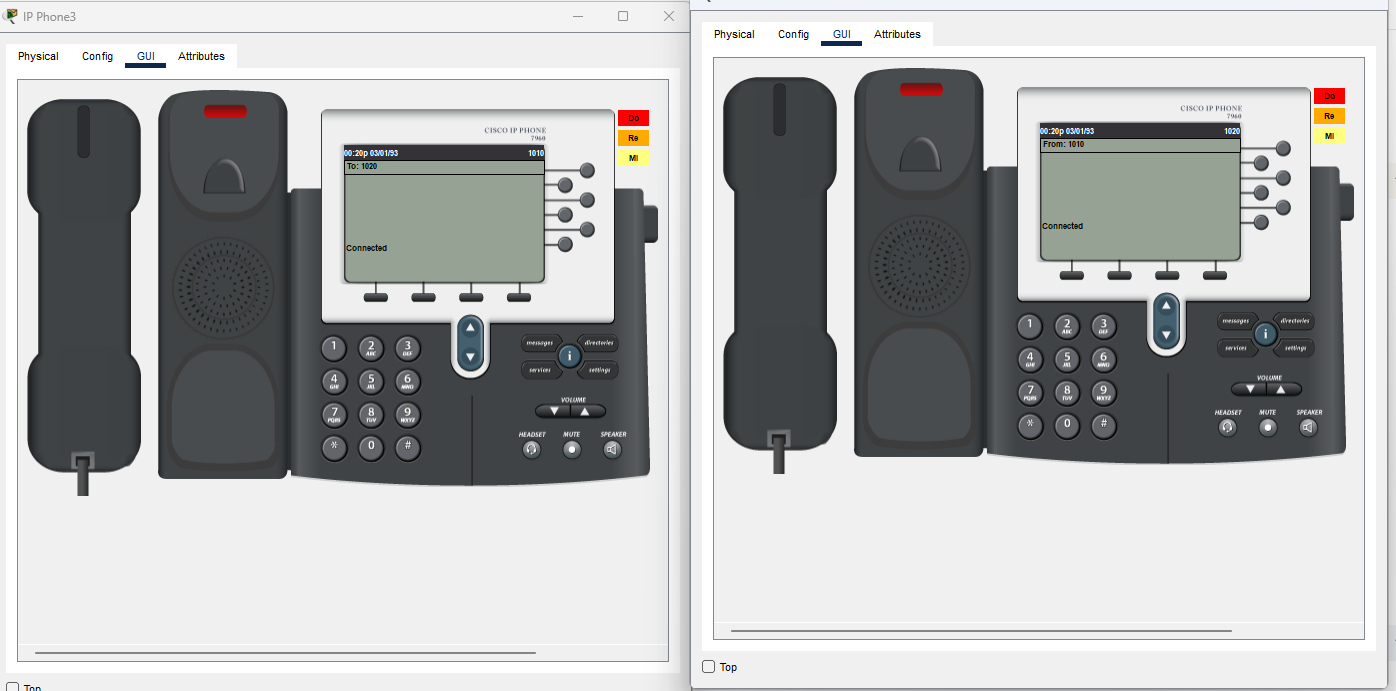 IP Phone3
Physical Config GUI Attributes
CISCO IP PHONE
7960
00:20p 03/01/93 1010
To: 1020
Connected
Do
Re
MI
1
2 ABC
3 DEF
4 GHI
5 JKL
6 MNO
7 PQRS
8 TUV
9 WXYZ
*
0
#
messages directories
i
services settings
VOLUME
HEADSET MUTE SPEAKER
Top
Physical Config GUI Attributes
CISCO IP PHONE
7960
00:20p 03/01/93 1020
From: 1010
Connected
Do
Re
MI
1
2 ABC
3 DEF
4 GHI
5 JKL
6 MNO
7 PQRS
8 TUV
9 WXYZ
*
0
#
messages directories
i
services settings
VOLUME
HEADSET MUTE SPEAKER
Top